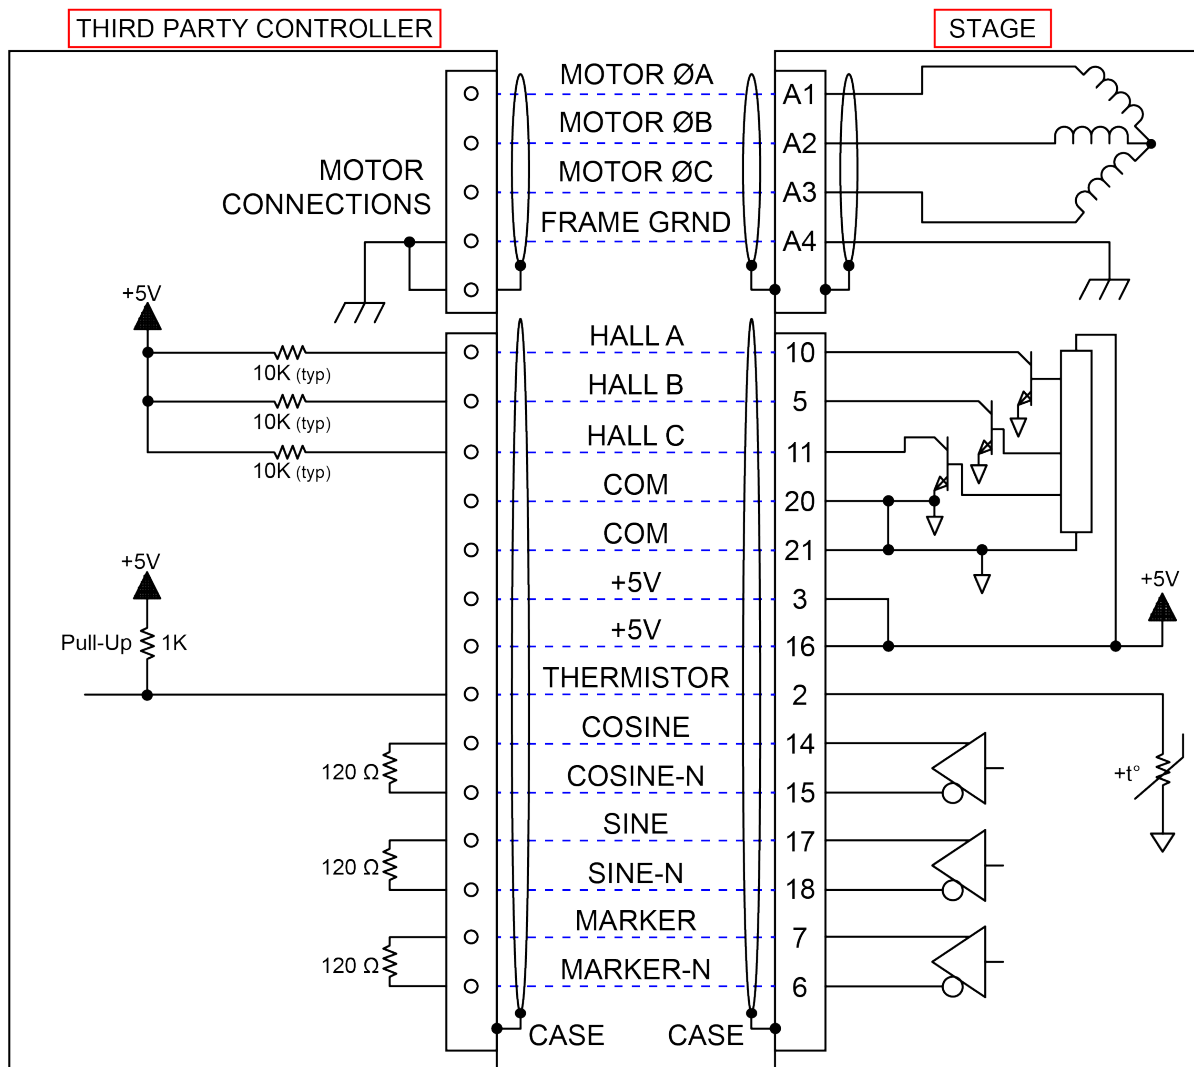 THIRD PARTY CONTROLLER
STAGE
MOTOR ØA
A1
MOTOR ØB
A2
MOTOR ØC
A3
MOTOR
CONNECTIONS
FRAME GRND
A4
+5V
HALL A
10
10K (typ)
HALL B
5
10K (typ)
HALL C
11
10K (typ)
COM
20
COM
21
+5V
+5V
3
+5V
+5V
16
Pull-Up
1K
THERMISTOR
2
COSINE
14
120 Ω
COSINE-N
15
+t°
SINE
17
120 Ω
SINE-N
18
MARKER
7
120 Ω
MARKER-N
6
CASE
CASE